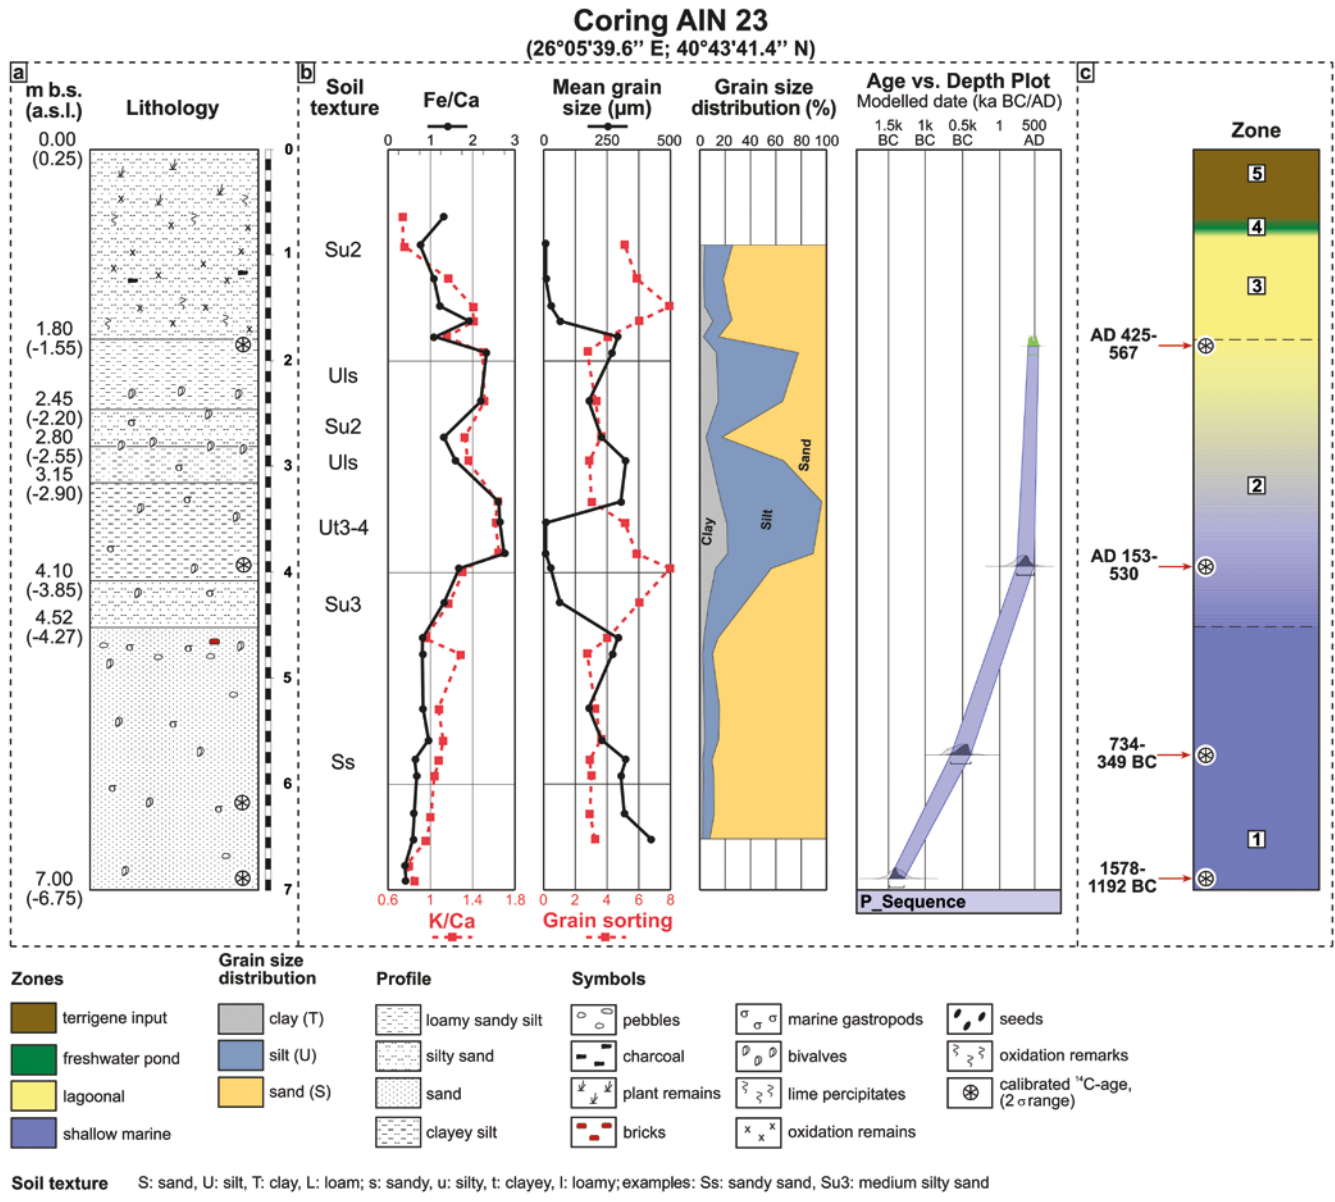 Coring AIN 23
(26°05'39.6’’ E; 40°43'41.4’’ N)
a
m b.s.
(a.s.l.)
Lithology
0.00
(0.25)
1.80
(-1.55)
2.45
(-2.20)
2.80
(-2.55)
3.15
(-2.90)
4.10
(-3.85)
4.52
(-4.27)
7.00
(-6.75)
0
1
2
3
4
5
6
7
b
Soil
texture
Su2
Uls
Su2
Uls
Ut3-4
Su3
Ss
Fe/Ca
0 1 2 3
0.6 1 1.4 1.8
K/Ca
Mean grain
size (µm)
0 250 500
0 2 4 6 8
Grain sorting
Grain size
distribution (%)
0 20 40 60 80 100
Clay
Silt
Sand
0 20 40 60 80 100
Age vs. Depth Plot
Modelled date (ka BC/AD)
1.5k 1k 0.5k 1 500
BC BC BC AD
P_Sequence
c
Zone
5
4
3
2
1
AD 425-
567
AD 153-
530
734-
349 BC
1578-
1192 BC
Zones
terrigene input
freshwater pond
lagoonal
shallow marine
Grain size
distribution
clay (T)
silt (U)
sand (S)
Profile
loamy sandy silt
silty sand
sand
clayey silt
Symbols
pebbles
charcoal
plant remains
bricks
marine gastropods
bivalves
lime percipitates
oxidation remains
seeds
oxidation remarks
calibrated ¹⁴C-age,
(2 σ range)
Soil texture S: sand, U: silt, T: clay, L: loam; s: sandy, u: silty, t: clayey, l: loamy; examples: Ss: sandy sand, Su3: medium silty sand